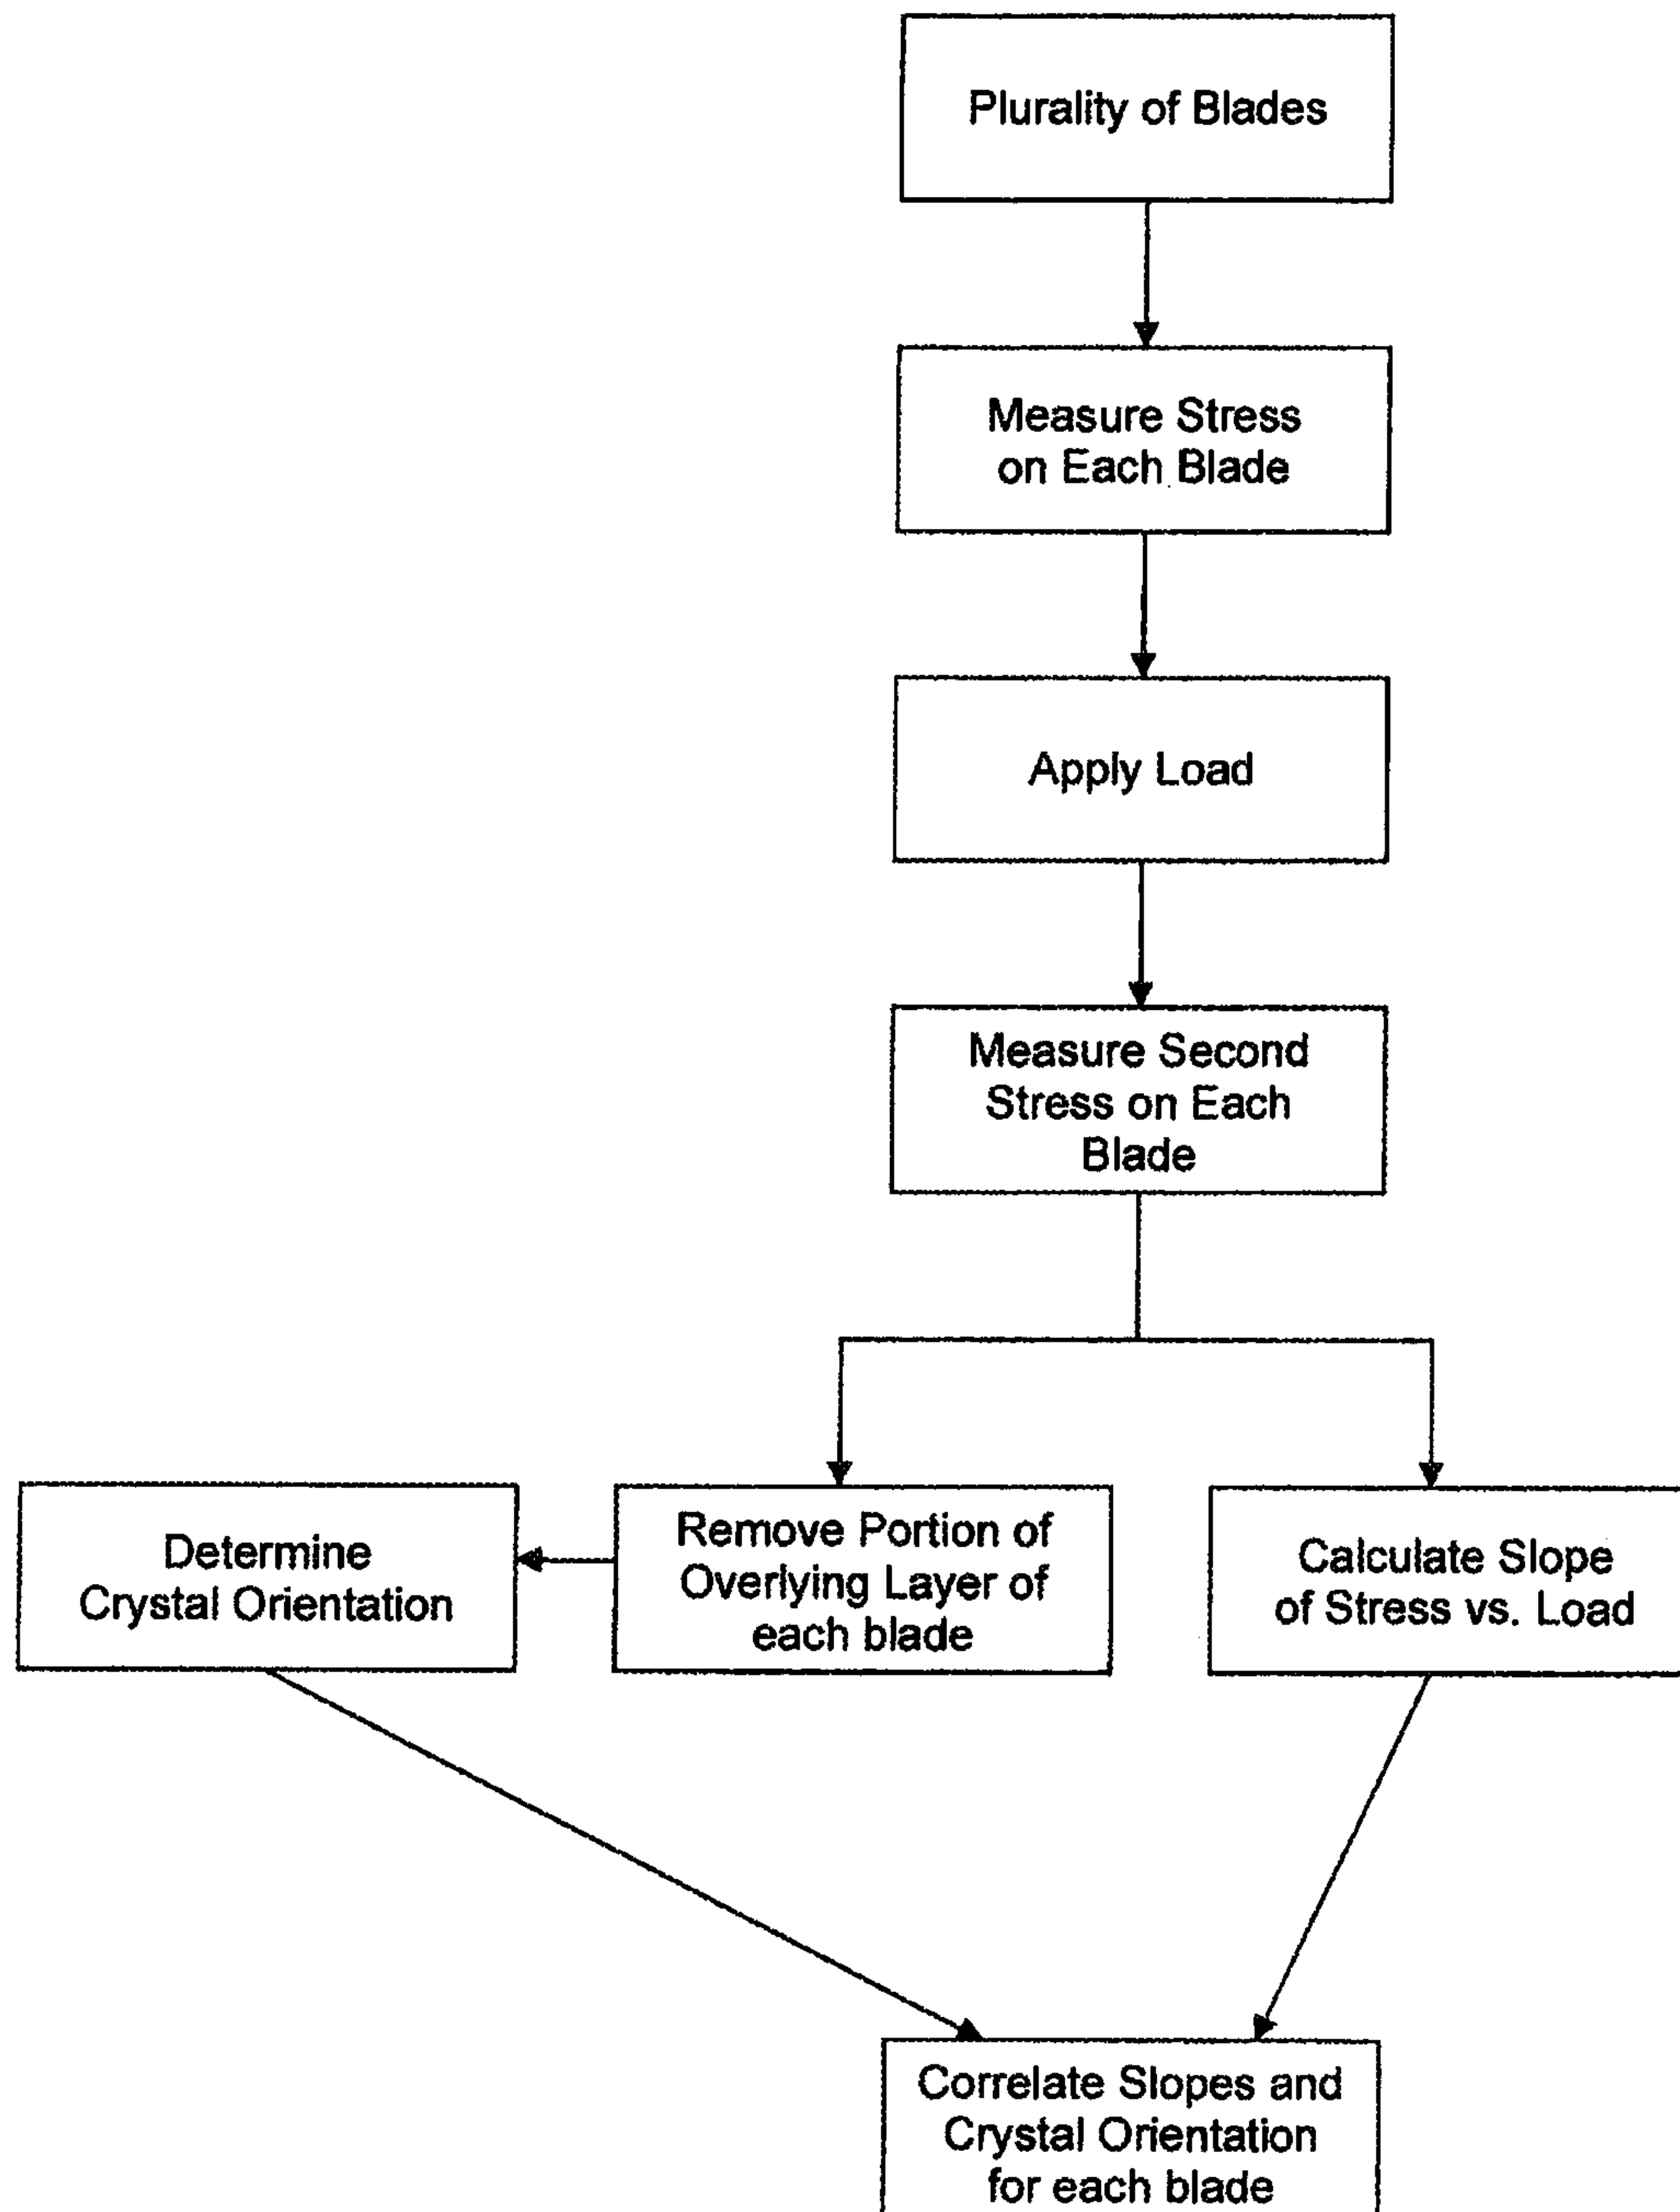 Plurality of Blades
Measure Stress
on Each Blade
Apply Load
Measure Second
Stress on Each
Blade
Determine
Crystal Orientation
Remove Portion of
Overlying Layer of
each blade
Calculate Slope
of Stress vs. Load
Correlate Slopes and
Crystal Orientation
for each blade